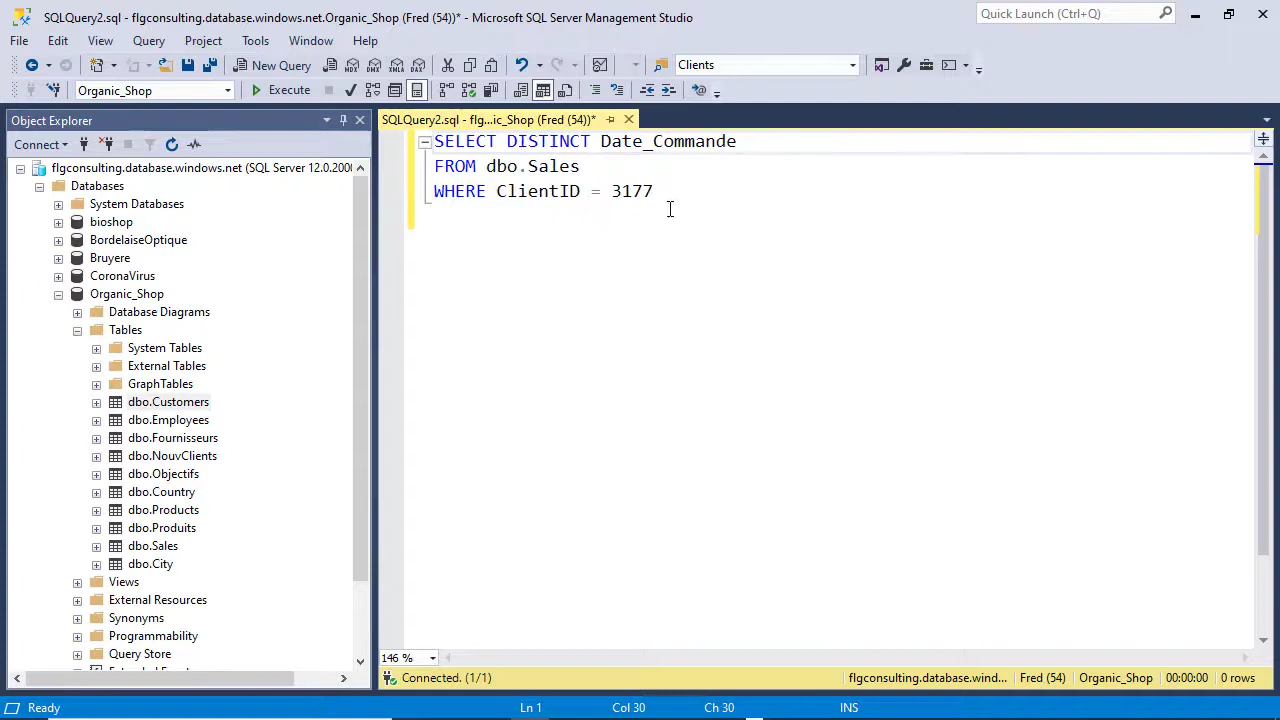 SQLQuery2.sql - flgconsulting.database.windows.net.Organic_Shop (Fred (54))* - Microsoft SQL Server Management Studio
Quick Launch (Ctrl+Q)
File Edit View Query Project Tools Window Help
New Query MDX DMX XMLA DAX Clients
Organic_Shop Execute
Object Explorer
SQLQuery2.sql - flg...ic_Shop (Fred (54))*
Connect
flgconsulting.database.windows.net (SQL Server 12.0.2000
Databases
System Databases
bioshop
BordelaiseOptique
Bruyere
CoronaVirus
Organic_Shop
Database Diagrams
Tables
System Tables
External Tables
GraphTables
dbo.Customers
dbo.Employees
dbo.Fournisseurs
dbo.NouvClients
dbo.Objectifs
dbo.Country
dbo.Products
dbo.Produits
dbo.Sales
dbo.City
Views
External Resources
Synonyms
Programmability
Query Store
SELECT DISTINCT Date_Commande
FROM dbo.Sales
WHERE ClientID = 3177
146 %
Connected. (1/1) flgconsulting.database.wind... Fred (54) Organic_Shop 00:00:00 0 rows
Ready Ln 1 Col 30 Ch 30 INS